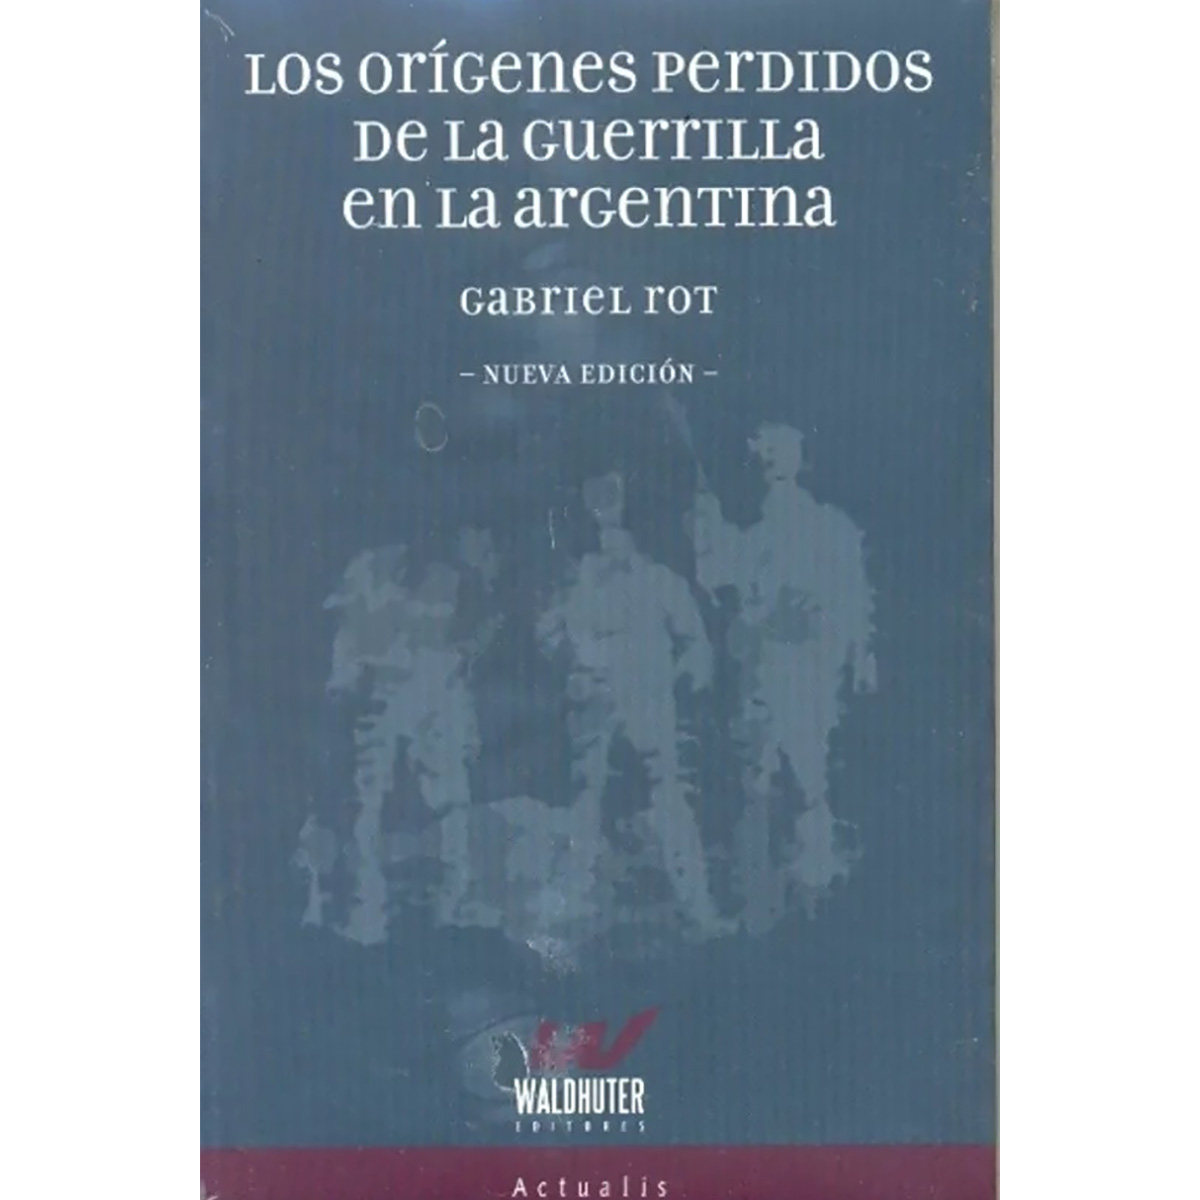 Los orígenes perdidos
de la guerrilla
en la argentina
Gabriel Rot
– NUEVA EDICIÓN –
W
WALDHUTER
EDITORES
Actualis